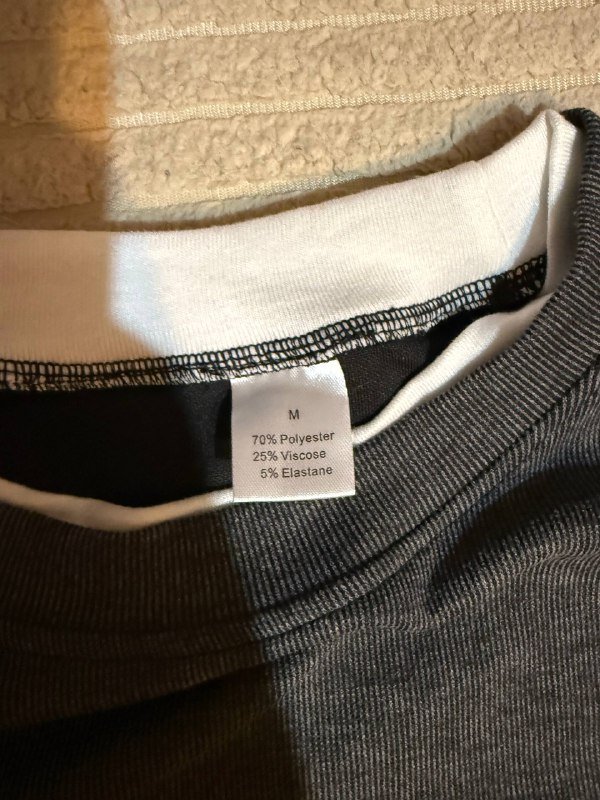 M
70% Polyester
25% Viscose
5% Elastane